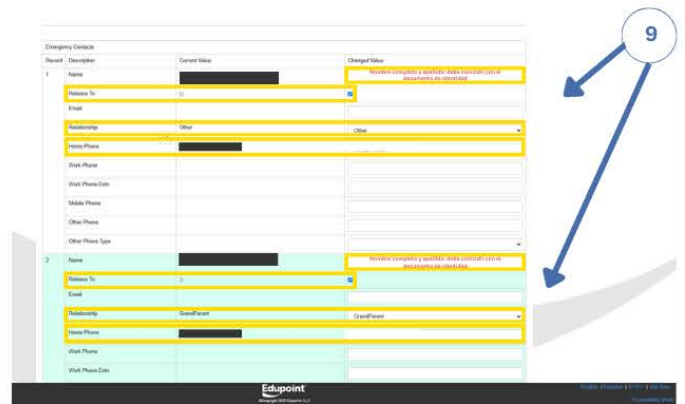 9
Emergency Contacts
Record Description Current Value Changed Value
1 Name Nombre completo y apellido: debe coincidir con el
documento de identidad
Release To
Email
Relationship Other Other
Home Phone
Work Phone
Work Phone Extn
Mobile Phone
Other Phone
Other Phone Type
2 Name Nombre completo y apellido: debe coincidir con el
documento de identidad
Release To
Email
Relationship GrandParent GrandParent
Home Phone
Work Phone
Work Phone Extn
Edupoint